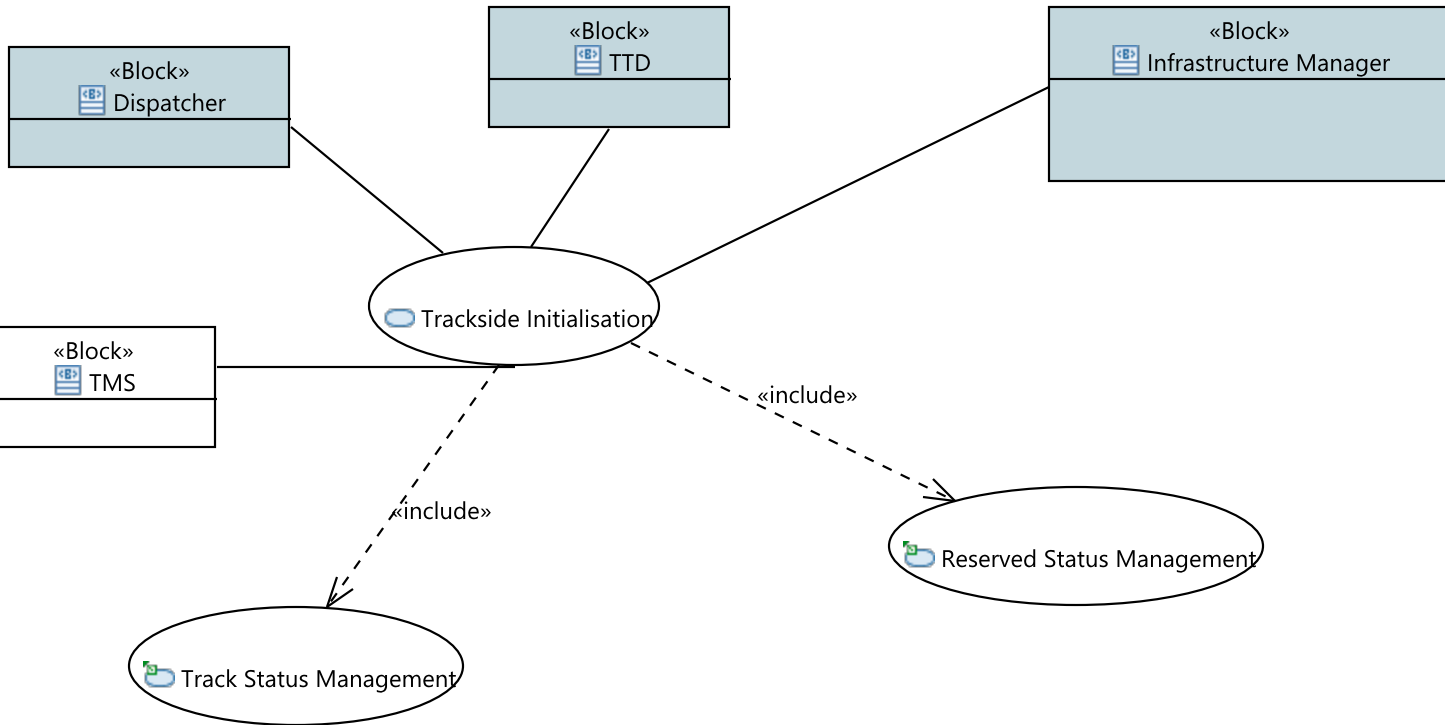 «Block»
TTD
«Block»
Infrastructure Manager
«Block»
Dispatcher
Trackside Initialisation
«Block»
TMS
«include»
«include»
Reserved Status Management
Track Status Management